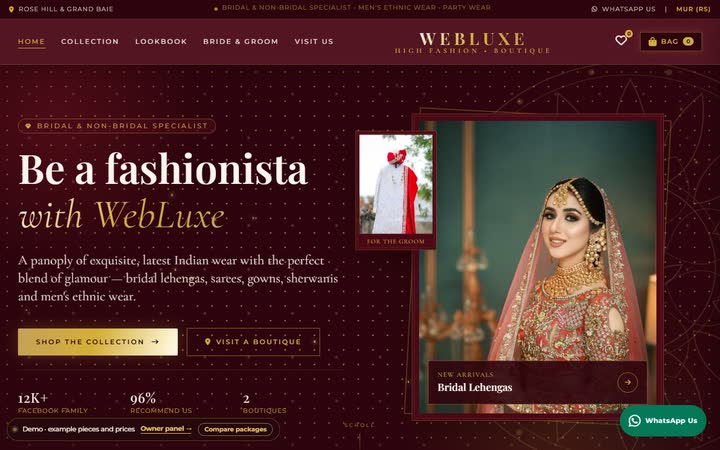 ROSE HILL & GRAND BAIE
BRIDAL & NON-BRIDAL SPECIALIST · MEN'S ETHNIC WEAR · PARTY WEAR
WHATSAPP US | MUR (RS)
HOME COLLECTION LOOKBOOK BRIDE & GROOM VISIT US
WEBLUXE
HIGH FASHION • BOUTIQUE
0
BAG 0
BRIDAL & NON-BRIDAL SPECIALIST
Be a fashionista
with WebLuxe
A panoply of exquisite, latest Indian wear with the perfect
blend of glamour — bridal lehengas, sarees, gowns, sherwanis
and men's ethnic wear.
SHOP THE COLLECTION →
VISIT A BOUTIQUE
FOR THE GROOM
NEW ARRIVALS
Bridal Lehengas
12K+ 96% 2
FACEBOOK FAMILY RECOMMEND US BOUTIQUES
SCROLL
Demo - example pieces and prices Owner panel → Compare packages
WhatsApp Us